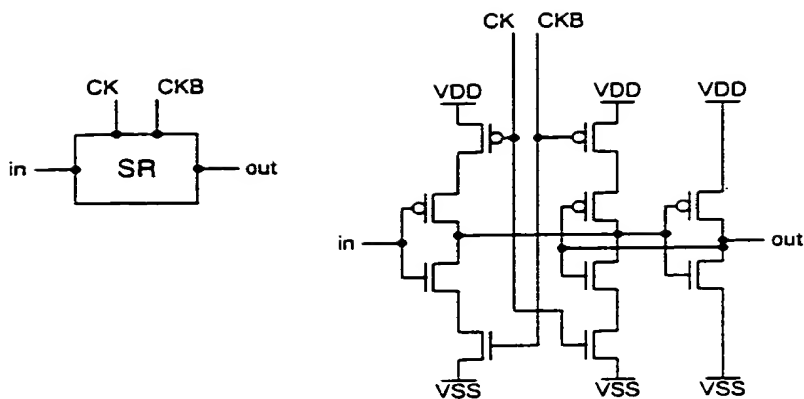 CK CKB
in SR out
CK CKB
VDD VDD VDD
in out
VSS VSS VSS